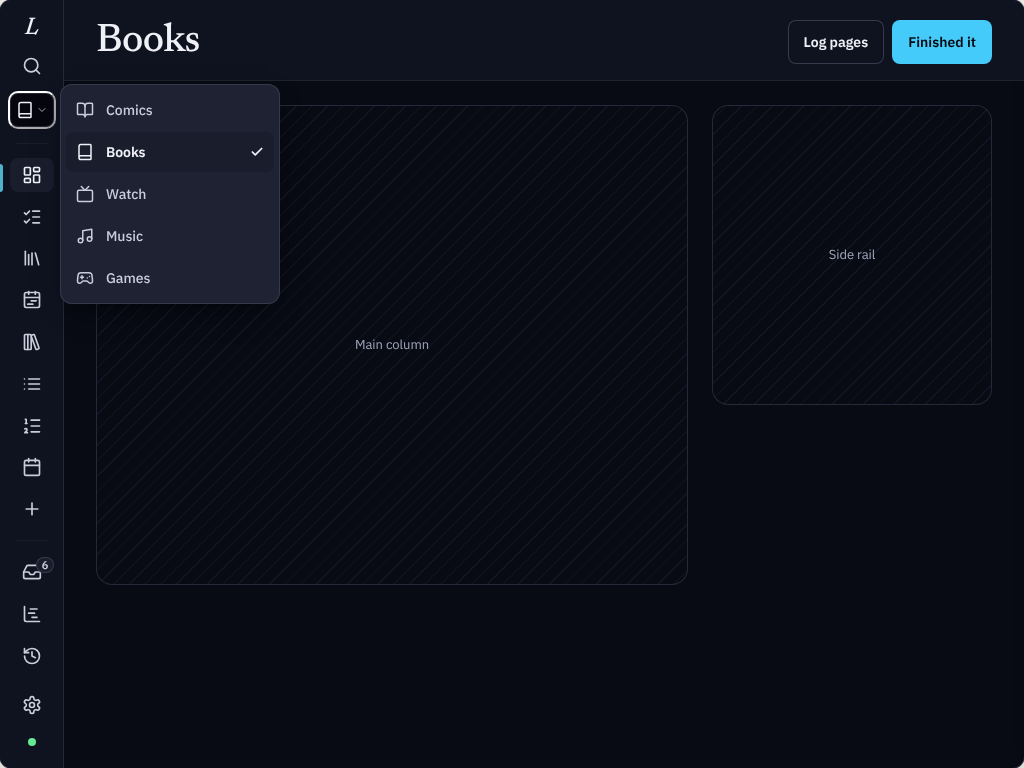 L
Books
Log pages
Finished it
Comics
Books
Watch
Music
Games
Main column
Side rail
6